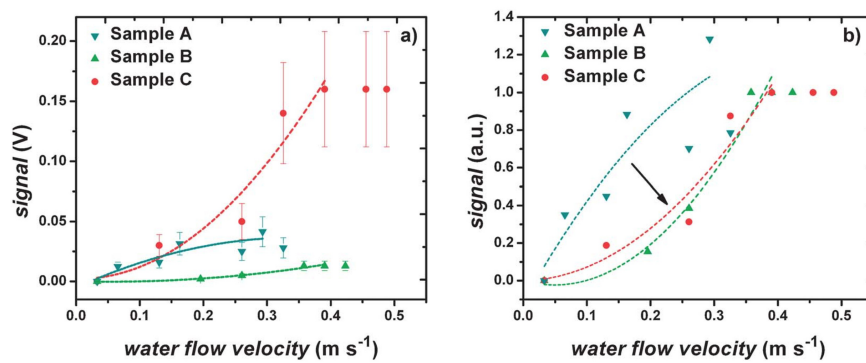 Sample A
Sample B
Sample C
a)
0.20
0.15
0.10
0.05
0.00
signal (V)
0.0 0.1 0.2 0.3 0.4 0.5
water flow velocity (m s⁻¹)
Sample A
Sample B
Sample C
b)
1.4
1.2
1.0
0.8
0.6
0.4
0.2
0.0
signal (a.u.)
0.0 0.1 0.2 0.3 0.4 0.5
water flow velocity (m s⁻¹)